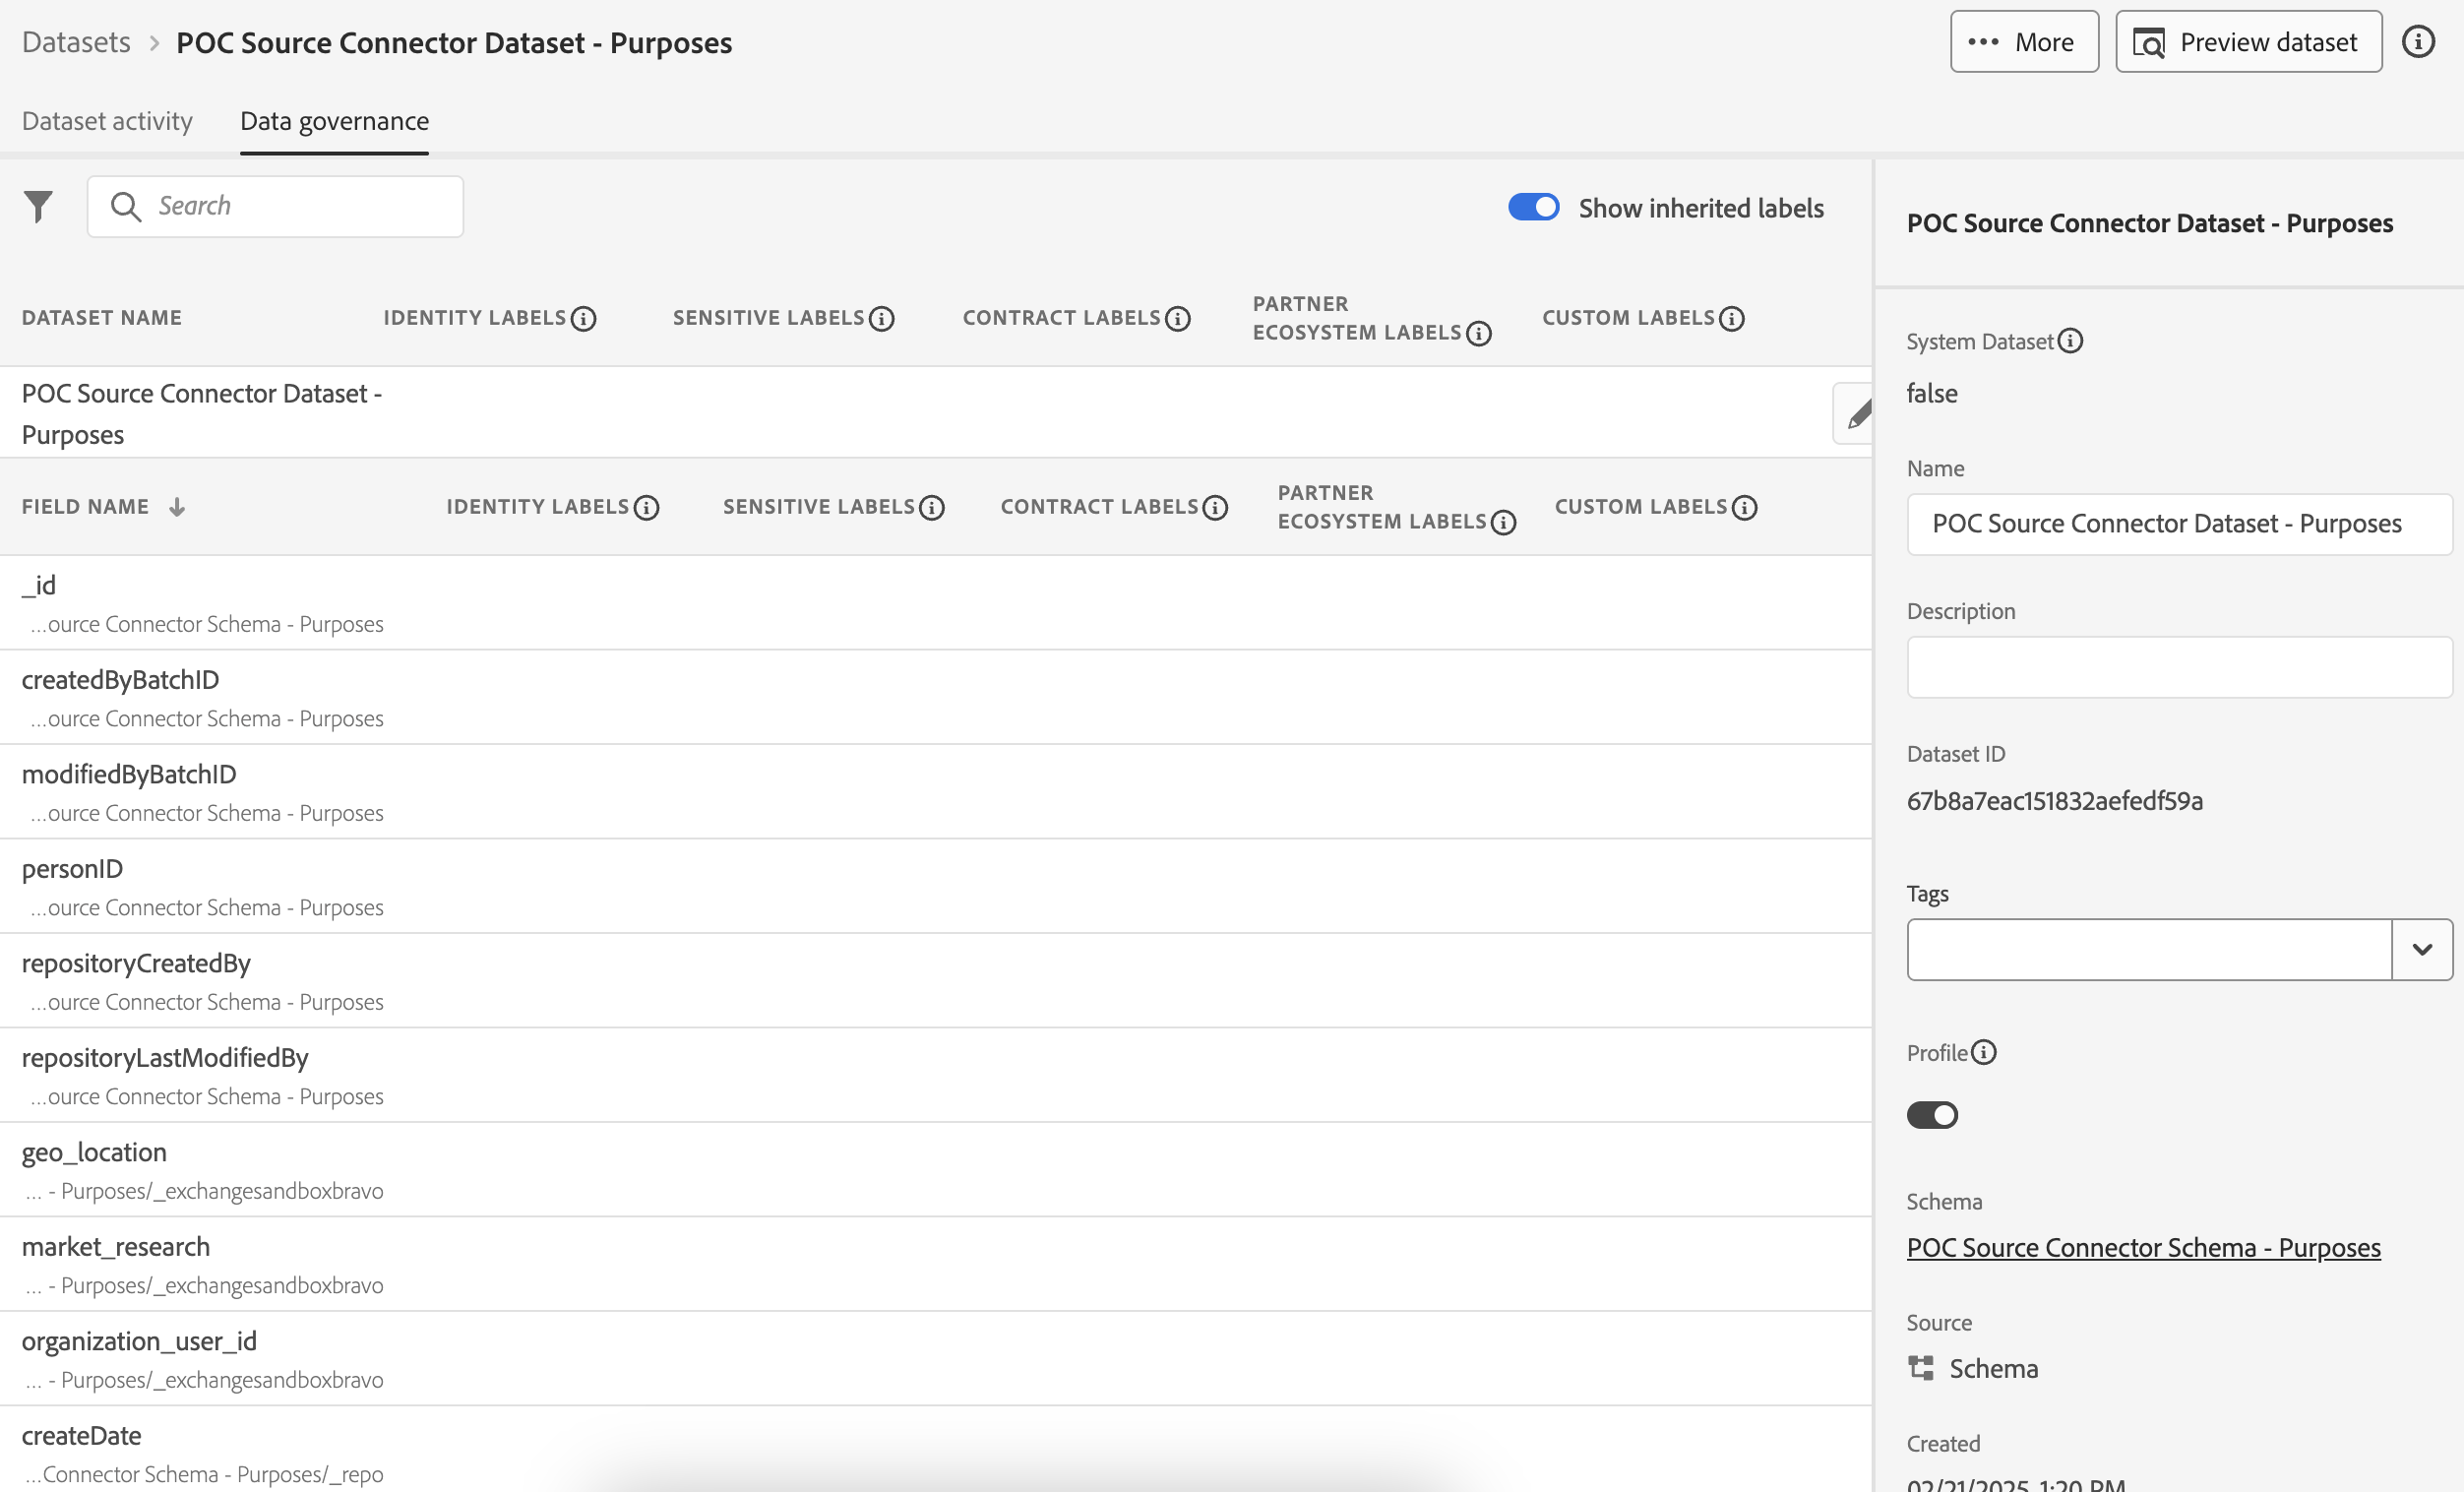 Datasets > POC Source Connector Dataset - Purposes
More
Preview dataset
Dataset activity
Data governance
Search
Show inherited labels
DATASET NAME
IDENTITY LABELS
SENSITIVE LABELS
CONTRACT LABELS
PARTNER
ECOSYSTEM LABELS
CUSTOM LABELS
POC Source Connector Dataset -
Purposes
FIELD NAME
IDENTITY LABELS
SENSITIVE LABELS
CONTRACT LABELS
PARTNER
ECOSYSTEM LABELS
CUSTOM LABELS
_id
...ource Connector Schema - Purposes
createdByBatchID
...ource Connector Schema - Purposes
modifiedByBatchID
...ource Connector Schema - Purposes
personID
...ource Connector Schema - Purposes
repositoryCreatedBy
...ource Connector Schema - Purposes
repositoryLastModifiedBy
...ource Connector Schema - Purposes
geo_location
... - Purposes/_exchangesandboxbravo
market_research
... - Purposes/_exchangesandboxbravo
organization_user_id
... - Purposes/_exchangesandboxbravo
createDate
...Connector Schema - Purposes/_repo
POC Source Connector Dataset - Purposes
System Dataset
false
Name
POC Source Connector Dataset - Purposes
Description
Dataset ID
67b8a7eac151832aefedf59a
Tags
Profile
Schema
POC Source Connector Schema - Purposes
Source
Schema
Created
02/21/2025, 1:20 PM